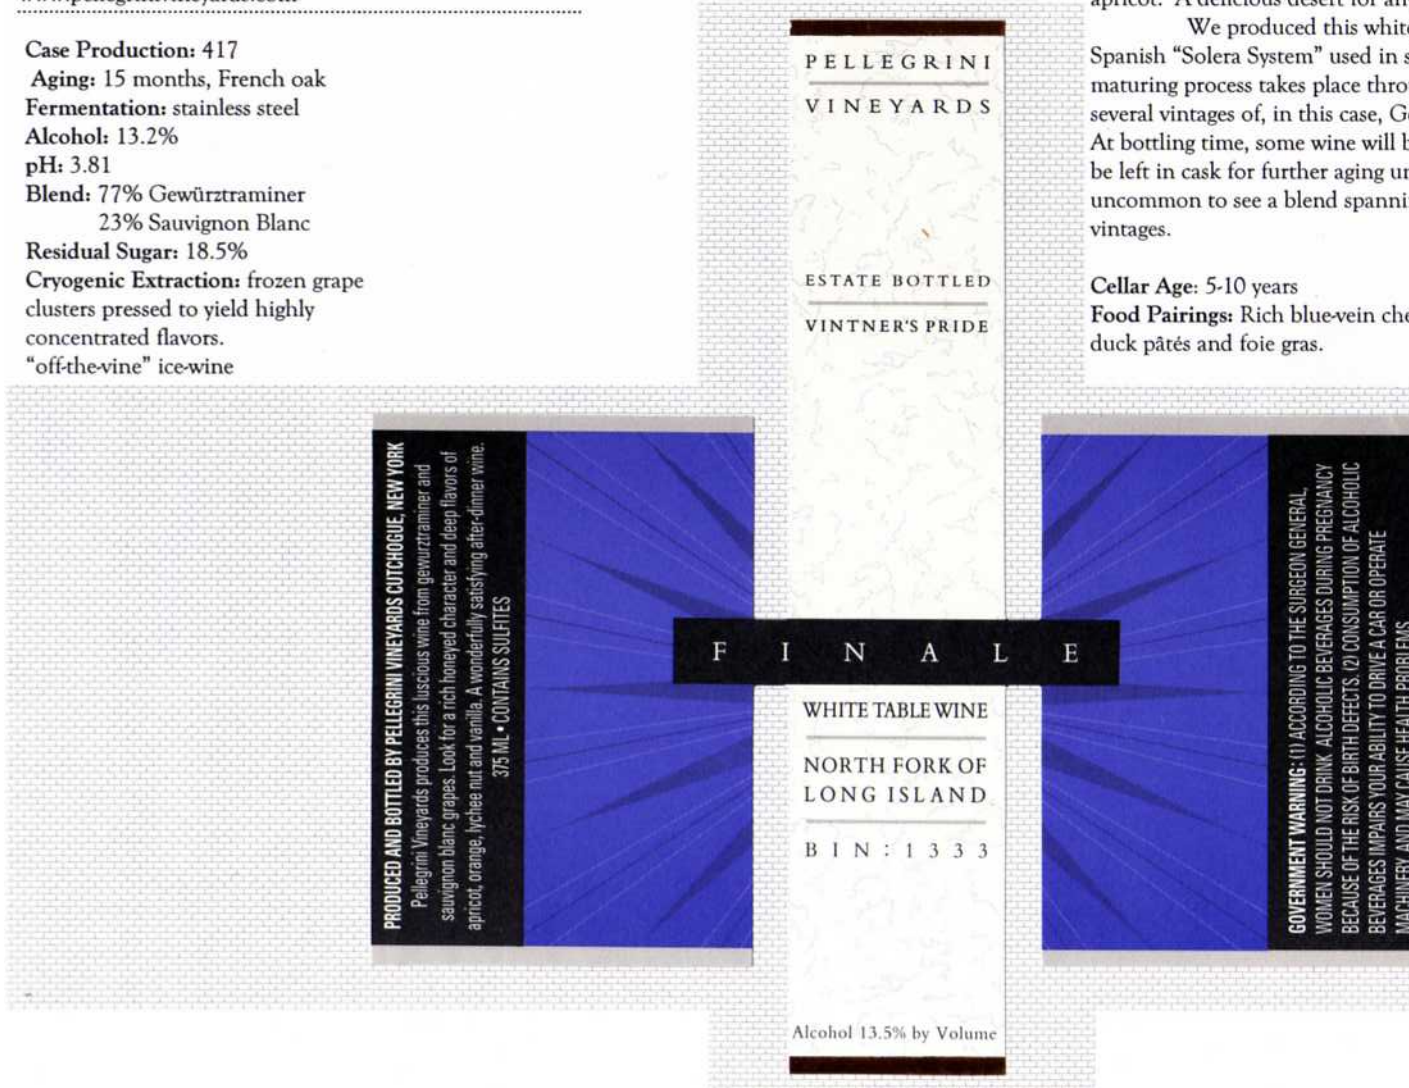 Case Production: 417
Aging: 15 months, French oak
Fermentation: stainless steel
Alcohol: 13.2%
pH: 3.81
Blend: 77% Gewürztraminer
23% Sauvignon Blanc
Residual Sugar: 18.5%
Cryogenic Extraction: frozen grape
clusters pressed to yield highly
concentrated flavors.
"off-the-vine" ice-wine
PELLEGRINI
VINEYARDS
ESTATE BOTTLED
VINTNER'S PRIDE
FINALE
WHITE TABLE WINE
NORTH FORK OF
LONG ISLAND
BIN:1333
Alcohol 13.5% by Volume
PRODUCED AND BOTTLED BY PELLEGRINI VINEYARDS CUTCHOGUE, NEW YORK
Pellegrini Vineyards produces this luscious wine from gewurztraminer and
sauvignon blanc grapes. Look for a rich honeyed character and deep flavors of
apricot, orange, lychee nut and vanilla. A wonderfully satisfying after-dinner wine.
375 ML • CONTAINS SULFITES
We produced this white
Spanish "Solera System" used in
maturing process takes place
several vintages of, in this case,
At bottling time, some wine will
be left in cask for further aging
uncommon to see a blend
vintages.
Cellar Age: 5-10 years
Food Pairings: Rich blue-vein
duck pâtés and foie gras.
GOVERNMENT WARNING: (1) ACCORDING TO THE SURGEON GENERAL,
WOMEN SHOULD NOT DRINK ALCOHOLIC BEVERAGES DURING PREGNANCY
BECAUSE OF THE RISK OF BIRTH DEFECTS. (2) CONSUMPTION OF ALCOHOLIC
BEVERAGES IMPAIRS YOUR ABILITY TO DRIVE A CAR OR OPERATE
MACHINERY AND MAY CAUSE HEALTH PROBLEMS